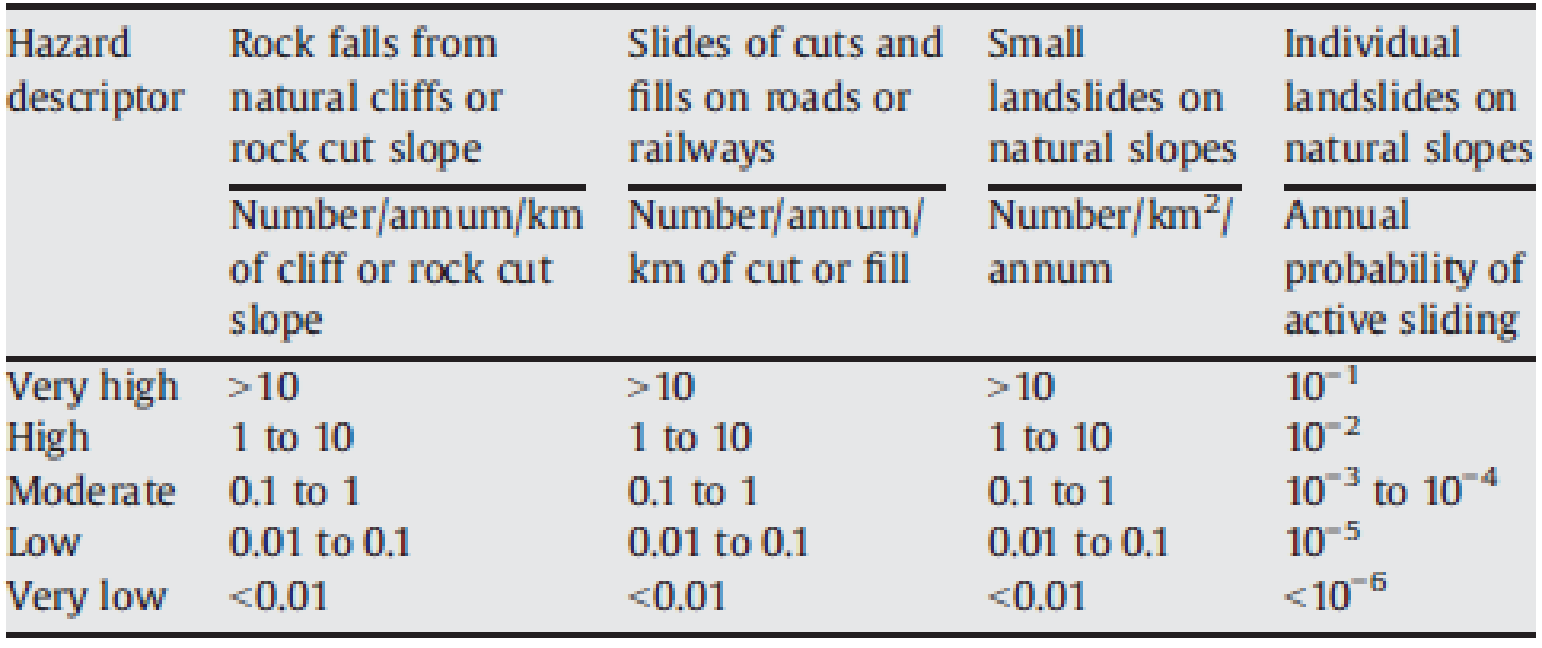 Hazard descriptor | Rock falls from natural cliffs or rock cut slope | Slides of cuts and fills on roads or railways | Small landslides on natural slopes | Individual landslides on natural slopes
Number/annum/km of cliff or rock cut slope | Number/annum/ km of cut or fill | Number/km²/ annum | Annual probability of active sliding
Very high | >10 | >10 | >10 | 10⁻¹
High | 1 to 10 | 1 to 10 | 1 to 10 | 10⁻²
Moderate | 0.1 to 1 | 0.1 to 1 | 0.1 to 1 | 10⁻³ to 10⁻⁴
Low | 0.01 to 0.1 | 0.01 to 0.1 | 0.01 to 0.1 | 10⁻⁵
Very low | <0.01 | <0.01 | <0.01 | <10⁻⁶